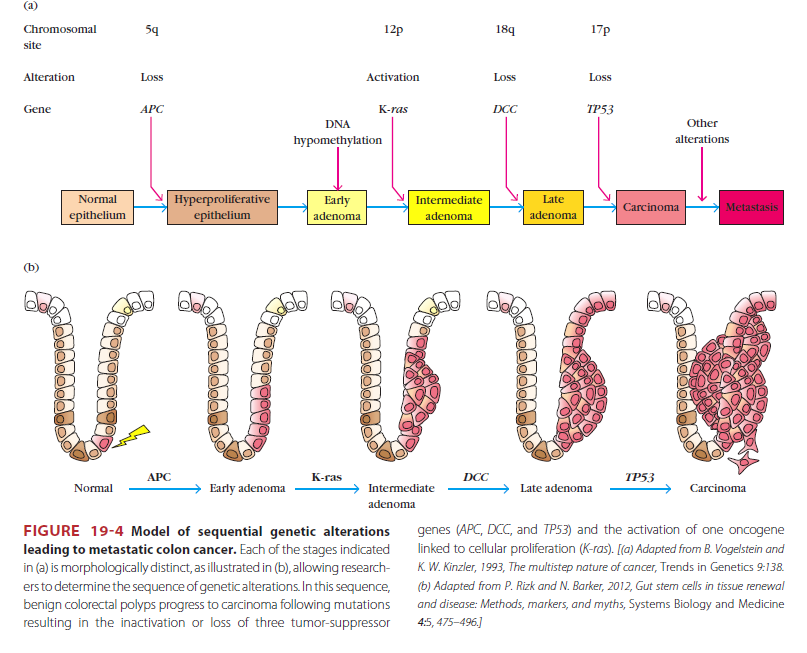 (a)
Chromosomal site 5q 12p 18q 17p
Alteration Loss Activation Loss Loss
Gene APC K-ras DCC TP53
DNA
hypomethylation
Other
alterations
Normal
epithelium
Hyperproliferative
epithelium
Early
adenoma
Intermediate
adenoma
Late
adenoma
Carcinoma
Metastasis
(b)
APC
K-ras
DCC
TP53
Normal
Early adenoma
Intermediate
adenoma
Late adenoma
Carcinoma
FIGURE 19-4 Model of sequential genetic alterations
leading to metastatic colon cancer. Each of the stages indicated
in (a) is morphologically distinct, as illustrated in (b), allowing research-
ers to determine the sequence of genetic alterations. In this sequence,
benign colorectal polyps progress to carcinoma following mutations
resulting in the inactivation or loss of three tumor-suppressor
genes (APC, DCC, and TP53) and the activation of one oncogene
linked to cellular proliferation (K-ras). [(a) Adapted from B. Vogelstein and
K. W. Kinzler, 1993, The multistep nature of cancer, Trends in Genetics 9:138.
(b) Adapted from P. Rizk and N. Barker, 2012, Gut stem cells in tissue renewal
and disease: Methods, markers, and myths, Systems Biology and Medicine
4:5, 475–496.]